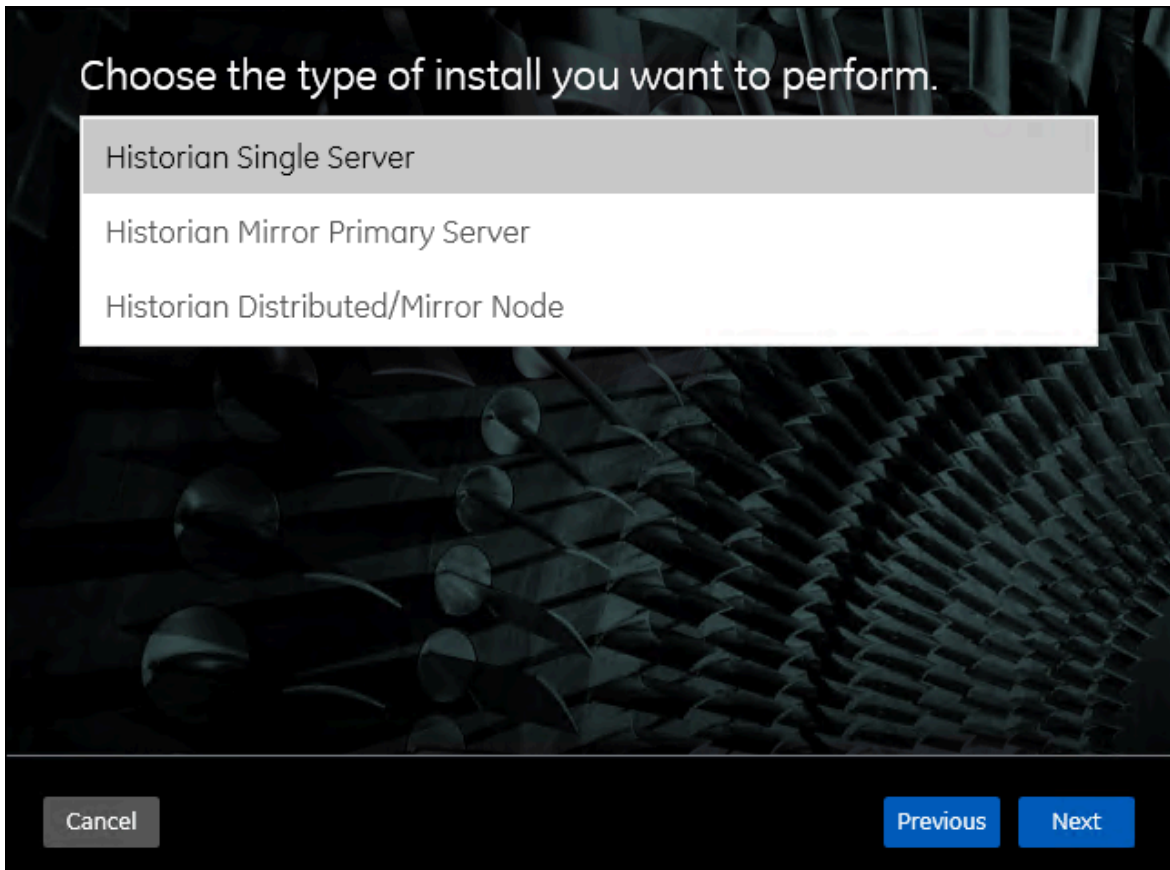 Choose the type of install you want to perform.
Historian Single Server
Historian Mirror Primary Server
Historian Distributed/Mirror Node
Cancel
Previous
Next